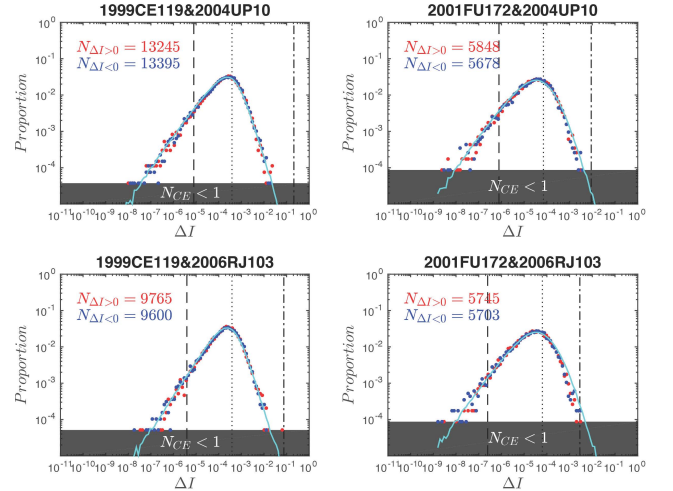 1999CE119&2004UP10
N_{ΔI>0} = 13245
N_{ΔI<0} = 13395
N_{CE} < 1
Proportion
10^0
10^{-1}
10^{-2}
10^{-3}
10^{-4}
10^{-11} 10^{-10} 10^{-9} 10^{-8} 10^{-7} 10^{-6} 10^{-5} 10^{-4} 10^{-3} 10^{-2} 10^{-1} 10^0
ΔI
2001FU172&2004UP10
N_{ΔI>0} = 5848
N_{ΔI<0} = 5678
N_{CE} < 1
Proportion
10^0
10^{-1}
10^{-2}
10^{-3}
10^{-4}
10^{-11} 10^{-10} 10^{-9} 10^{-8} 10^{-7} 10^{-6} 10^{-5} 10^{-4} 10^{-3} 10^{-2} 10^{-1} 10^0
ΔI
1999CE119&2006RJ103
N_{ΔI>0} = 9765
N_{ΔI<0} = 9600
N_{CE} < 1
Proportion
10^0
10^{-1}
10^{-2}
10^{-3}
10^{-4}
10^{-11} 10^{-10} 10^{-9} 10^{-8} 10^{-7} 10^{-6} 10^{-5} 10^{-4} 10^{-3} 10^{-2} 10^{-1} 10^0
ΔI
2001FU172&2006RJ103
N_{ΔI>0} = 5745
N_{ΔI<0} = 5703
N_{CE} < 1
Proportion
10^0
10^{-1}
10^{-2}
10^{-3}
10^{-4}
10^{-11} 10^{-10} 10^{-9} 10^{-8} 10^{-7} 10^{-6} 10^{-5} 10^{-4} 10^{-3} 10^{-2} 10^{-1} 10^0
ΔI